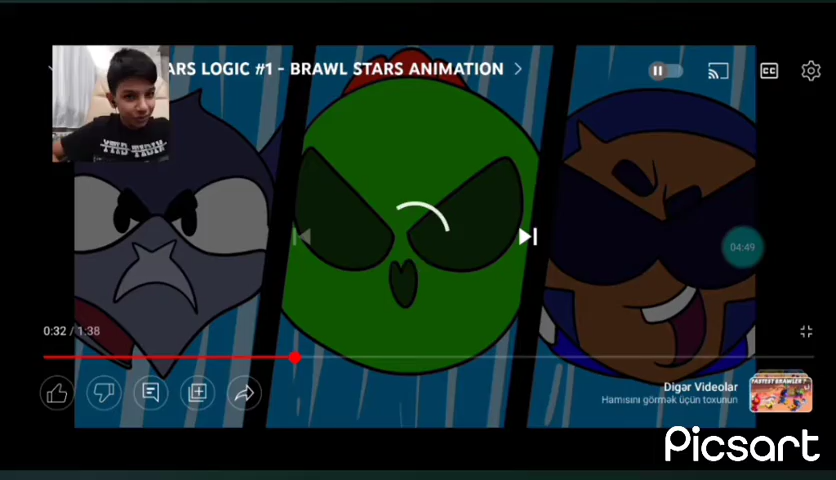 ARS LOGIC #1 - BRAWL STARS ANIMATION
CC
04:49
0:32 / 1:38
Digər Videolar
Hamısını görmək üçün toxunun
FASTEST BRAWLER
Picsart